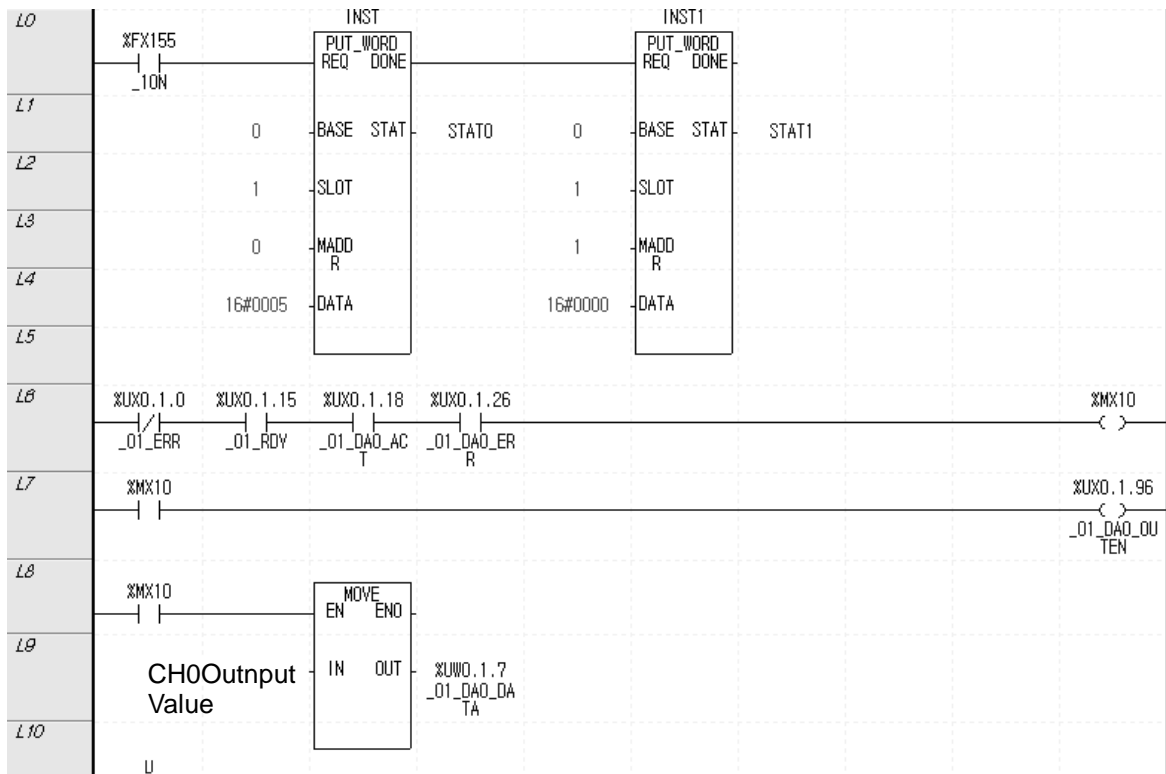 L0
INST INST1
%FX155 PUT_WORD PUT_WORD
REQ DONE REQ DONE
_1ON
L1
0 BASE STAT STAT0 0 BASE STAT STAT1
L2
1 SLOT 1 SLOT
L3
0 MADD 1 MADD
R R
L4
16#0005 DATA 16#0000 DATA
L5
L6
%UX0.1.0 %UX0.1.15 %UX0.1.18 %UX0.1.26 %MX10
_01_ERR _01_RDY _01_DA0_AC _01_DA0_ER
T R
L7
%MX10 %UX0.1.96
_01_DA0_OU
TEN
L8
%MX10 MOVE
EN ENO
L9
CH0Outnput IN OUT %UW0.1.7
Value _01_DA0_DA
TA
L10